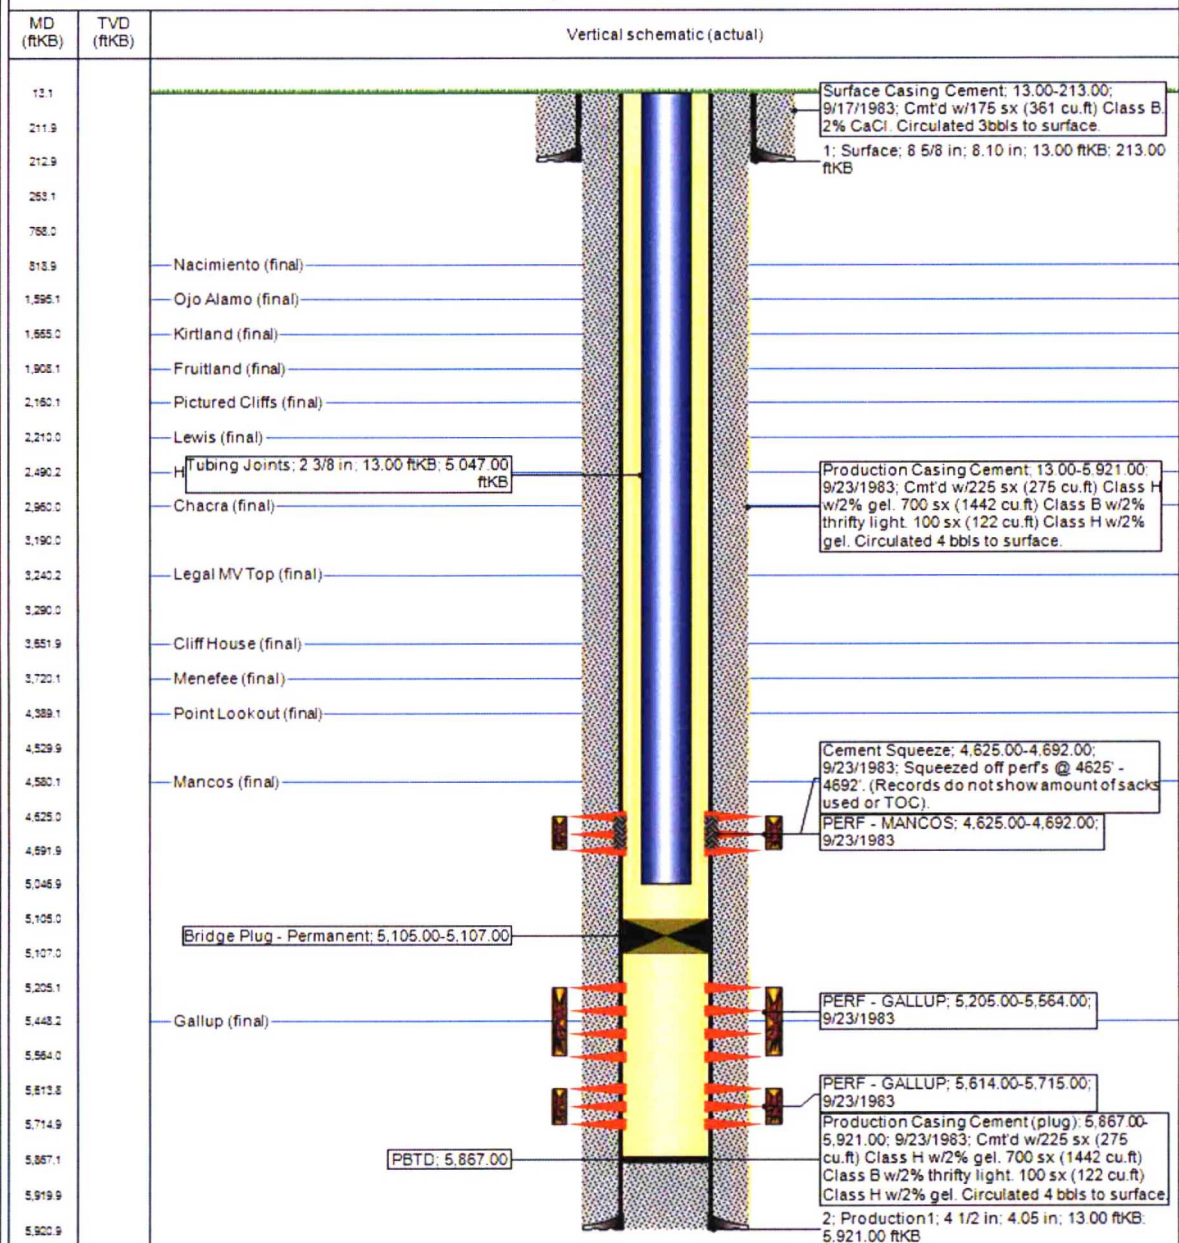 MD (ftKB)
TVD (ftKB)
Vertical schematic (actual)
13.1
211.9
212.9
263.1
768.0
818.9
1,595.1
1,665.0
1,908.1
2,160.1
2,210.0
2,490.2
2,960.0
3,190.0
3,240.2
3,290.0
3,651.9
3,720.1
4,389.1
4,529.9
4,580.1
4,625.0
4,691.9
5,046.9
5,105.0
5,107.0
5,205.1
5,448.2
5,564.0
5,613.8
5,714.9
5,867.1
5,919.9
5,920.9
Nacimiento (final)
Ojo Alamo (final)
Kirtland (final)
Fruitland (final)
Pictured Cliffs (final)
Lewis (final)
H
Tubing Joints; 2 3/8 in; 13.00 ftKB; 5,047.00
ftKB
Chacra (final)
Legal MV Top (final)
Cliff House (final)
Menefee (final)
Point Lookout (final)
Mancos (final)
Bridge Plug - Permanent; 5,105.00-5,107.00
Gallup (final)
PBTD; 5,867.00
Surface Casing Cement; 13.00-213.00;
9/17/1983; Cmt'd w/175 sx (361 cu.ft) Class B.
2% CaCl. Circulated 3bbls to surface.
1; Surface; 8 5/8 in; 8.10 in; 13.00 ftKB; 213.00
ftKB
Production Casing Cement; 13.00-5,921.00;
9/23/1983; Cmt'd w/225 sx (275 cu.ft) Class H
w/2% gel. 700 sx (1442 cu.ft) Class B w/2%
thrifty light. 100 sx (122 cu.ft) Class H w/2%
gel. Circulated 4 bbls to surface.
Cement Squeeze; 4,625.00-4,692.00;
9/23/1983; Squeezed off perf's @ 4625' -
4692'. (Records do not show amount of sacks
used or TOC).
PERF - MANCOS; 4,625.00-4,692.00;
9/23/1983
PERF - GALLUP; 5,205.00-5,564.00;
9/23/1983
PERF - GALLUP; 5,614.00-5,715.00;
9/23/1983
Production Casing Cement (plug); 5,867.00-
5,921.00; 9/23/1983; Cmt'd w/225 sx (275
cu.ft) Class H w/2% gel. 700 sx (1442 cu.ft)
Class B w/2% thrifty light. 100 sx (122 cu.ft)
Class H w/2% gel. Circulated 4 bbls to surface.
2; Production1; 4 1/2 in; 4.05 in; 13.00 ftKB;
5,921.00 ftKB